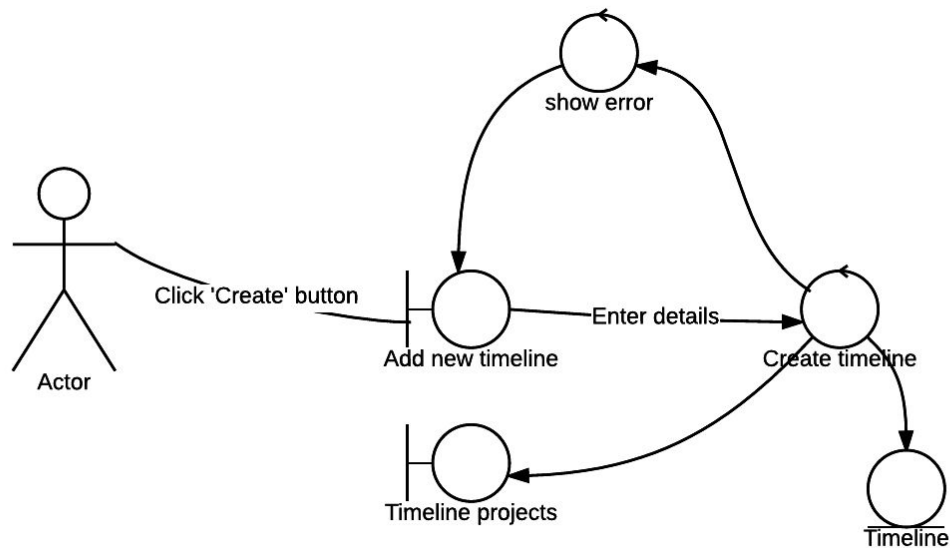 show error
Click 'Create' button
Enter details
Add new timeline
Create timeline
Actor
Timeline projects
Timeline